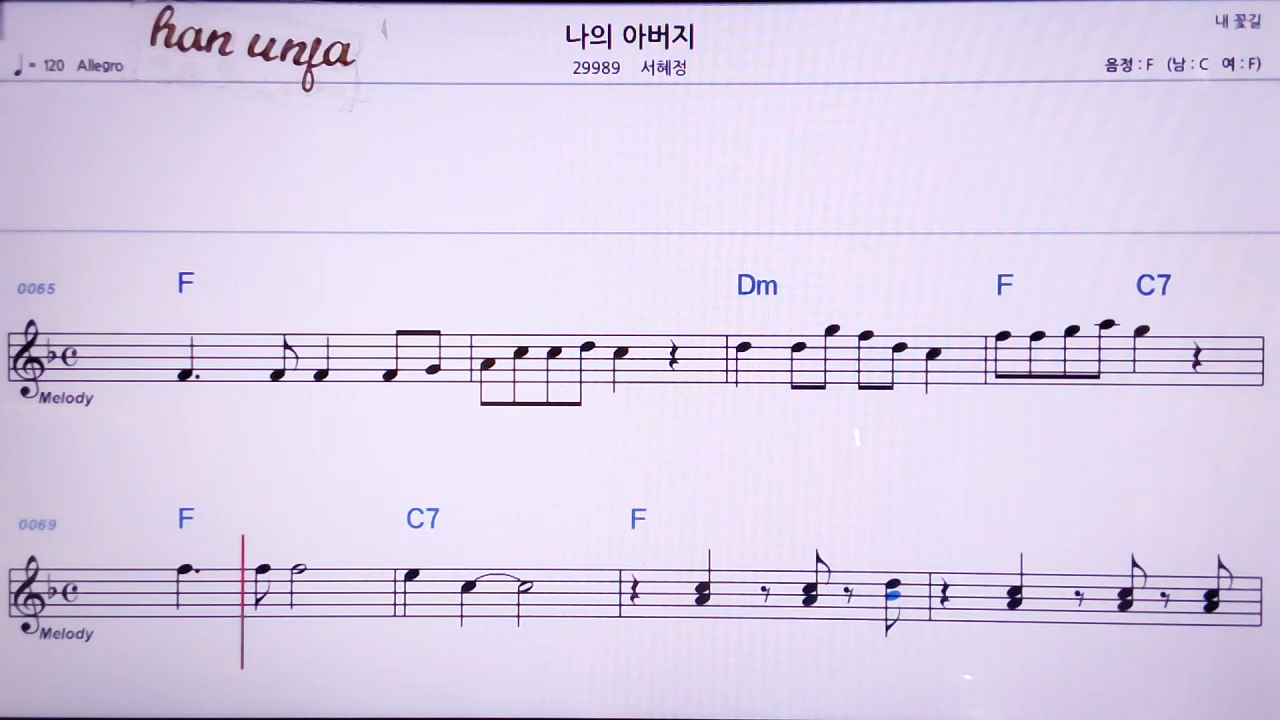 han unja
나의 아버지
내 꽃길
♩= 120 Allegro
29989 서혜정
음정 : F (남 : C 여 : F)
0065 F Dm F C7
Melody
0069 F C7 F
Melody